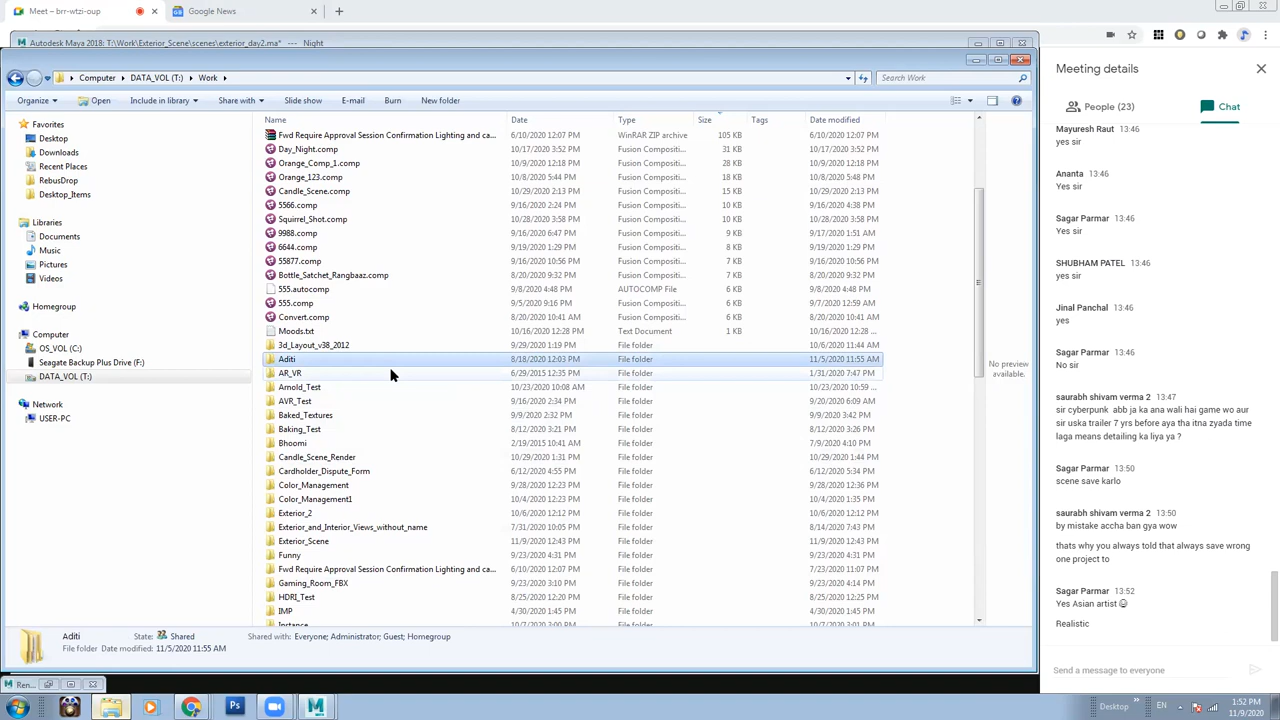 Meet – brr-wtzi-oup
Google News
Autodesk Maya 2018: T:\Work\Exterior_Scene\scenes\exterior_day2.ma* --- Night
Computer DATA_VOL (T:) Work
Search Work
Organize Open Include in library Share with Slide show E-mail Burn New folder
Favorites
Desktop
Downloads
Recent Places
RebusDrop
Desktop_Items
Libraries
Documents
Music
Pictures
Videos
Homegroup
Computer
OS_VOL (C:)
Seagate Backup Plus Drive (F:)
DATA_VOL (T:)
Network
USER-PC
Name Date Type Size Tags Date modified
Fwd Require Approval Session Confirmation Lighting and ca... 6/10/2020 12:07 PM WinRAR ZIP archive 105 KB 6/10/2020 12:07 PM
Day_Night.comp 10/17/2020 3:52 PM Fusion Compositi... 31 KB 10/17/2020 3:52 PM
Orange_Comp_1.comp 10/9/2020 12:18 PM Fusion Compositi... 28 KB 10/9/2020 12:18 PM
Orange_123.comp 10/8/2020 5:44 PM Fusion Compositi... 18 KB 10/8/2020 5:48 PM
Candle_Scene.comp 10/29/2020 2:13 PM Fusion Compositi... 15 KB 10/29/2020 2:13 PM
5566.comp 9/16/2020 2:24 PM Fusion Compositi... 10 KB 9/16/2020 4:38 PM
Squirrel_Shot.comp 10/28/2020 3:58 PM Fusion Compositi... 10 KB 10/28/2020 3:58 PM
9988.comp 9/16/2020 6:47 PM Fusion Compositi... 9 KB 9/17/2020 1:51 AM
6644.comp 9/19/2020 1:29 PM Fusion Compositi... 8 KB 9/19/2020 1:29 PM
55877.comp 9/16/2020 10:56 PM Fusion Compositi... 7 KB 9/16/2020 10:56 PM
Bottle_Satchet_Rangbaaz.comp 8/20/2020 9:32 PM Fusion Compositi... 7 KB 8/20/2020 9:32 PM
555.autocomp 9/8/2020 4:48 PM AUTOCOMP File 6 KB 9/8/2020 4:48 PM
555.comp 9/5/2020 9:16 PM Fusion Compositi... 6 KB 9/7/2020 12:59 AM
Convert.comp 8/20/2020 10:41 AM Fusion Compositi... 6 KB 8/20/2020 10:41 AM
Moods.txt 10/16/2020 12:28 PM Text Document 1 KB 10/16/2020 12:28 ...
3d_Layout_v38_2012 9/29/2020 1:19 PM File folder 10/6/2020 11:44 AM
Aditi 8/18/2020 12:03 PM File folder 11/5/2020 11:55 AM
AR_VR 6/29/2015 12:35 PM File folder 1/31/2020 7:47 PM
Arnold_Test 10/23/2020 10:08 AM File folder 10/23/2020 10:59 ...
AVR_Test 9/16/2020 2:34 PM File folder 9/20/2020 6:09 AM
Baked_Textures 9/9/2020 2:32 PM File folder 9/9/2020 3:42 PM
Baking_Test 8/12/2020 3:21 PM File folder 8/12/2020 3:26 PM
Bhoomi 2/19/2015 10:41 AM File folder 7/9/2020 4:10 PM
Candle_Scene_Render 10/29/2020 1:31 PM File folder 10/29/2020 1:44 PM
Cardholder_Dispute_Form 6/12/2020 4:55 PM File folder 6/12/2020 5:34 PM
Color_Management 9/28/2020 12:23 PM File folder 9/28/2020 12:36 PM
Color_Management1 10/4/2020 12:23 PM File folder 10/4/2020 1:35 PM
Exterior_2 10/6/2020 12:12 PM File folder 10/6/2020 12:12 PM
Exterior_and_Interior_Views_without_name 7/31/2020 10:05 PM File folder 8/14/2020 7:43 PM
Exterior_Scene 11/9/2020 12:43 PM File folder 11/9/2020 12:43 PM
Funny 9/23/2020 4:31 PM File folder 9/23/2020 4:31 PM
Fwd Require Approval Session Confirmation Lighting and ca... 6/10/2020 12:07 PM File folder 7/23/2020 11:07 PM
Gaming_Room_FBX 9/23/2020 3:10 PM File folder 9/23/2020 4:14 PM
HDRI_Test 8/25/2020 12:20 PM File folder 8/25/2020 12:25 PM
IMP 4/30/2020 1:45 PM File folder 4/30/2020 1:45 PM
Instance 10/7/2020 3:00 PM File folder 10/7/2020 3:01 PM
No preview
available.
Aditi State: Shared Shared with: Everyone; Administrator; Guest; Homegroup
File folder Date modified: 11/5/2020 11:55 AM
Ren...
Meeting details
People (23) Chat
Mayuresh Raut 13:46
yes sir
Ananta 13:46
Yes sir
Sagar Parmar 13:46
Yes sir
SHUBHAM PATEL 13:46
yes sir
Jinal Panchal 13:46
yes
Sagar Parmar 13:46
No sir
saurabh shivam verma 2 13:47
sir cyberpunk abb ja ka ana wali hai game wo aur
sir uska trailer 7 yrs before aya tha itna zyada time
laga means detailing ka liya ya ?
Sagar Parmar 13:50
scene save karlo
saurabh shivam verma 2 13:50
by mistake accha ban gya wow
thats why you always told that always save wrong
one project to
Sagar Parmar 13:52
Yes Asian artist 😂
Realistic
Send a message to everyone
Desktop EN 1:52 PM
11/9/2020